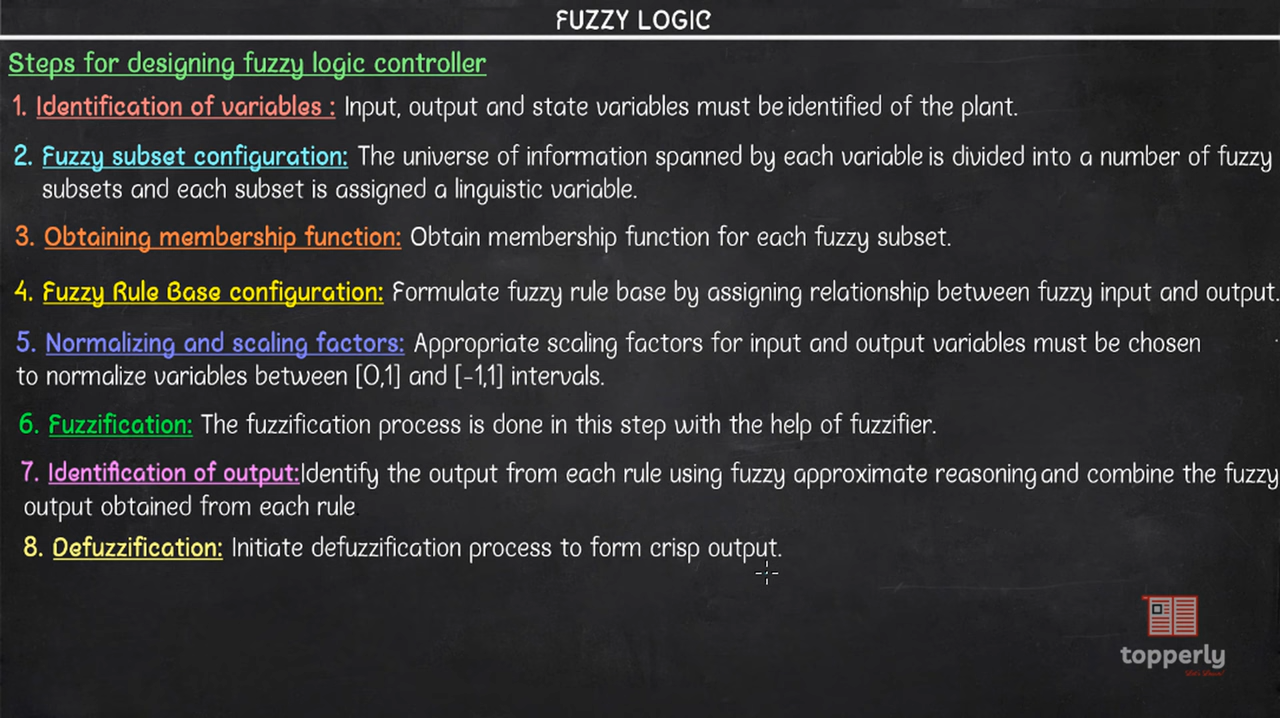 FUZZY LOGIC
Steps for designing fuzzy logic controller
1. Identification of variables : Input, output and state variables must be identified of the plant.
2. Fuzzy subset configuration: The universe of information spanned by each variable is divided into a number of fuzzy
subsets and each subset is assigned a linguistic variable.
3. Obtaining membership function: Obtain membership function for each fuzzy subset.
4. Fuzzy Rule Base configuration: Formulate fuzzy rule base by assigning relationship between fuzzy input and output.
5. Normalizing and scaling factors: Appropriate scaling factors for input and output variables must be chosen
to normalize variables between [0,1] and [-1,1] intervals.
6. Fuzzification: The fuzzification process is done in this step with the help of fuzzifier.
7. Identification of output:Identify the output from each rule using fuzzy approximate reasoning and combine the fuzzy
output obtained from each rule
8. Defuzzification: Initiate defuzzification process to form crisp output.
topperly